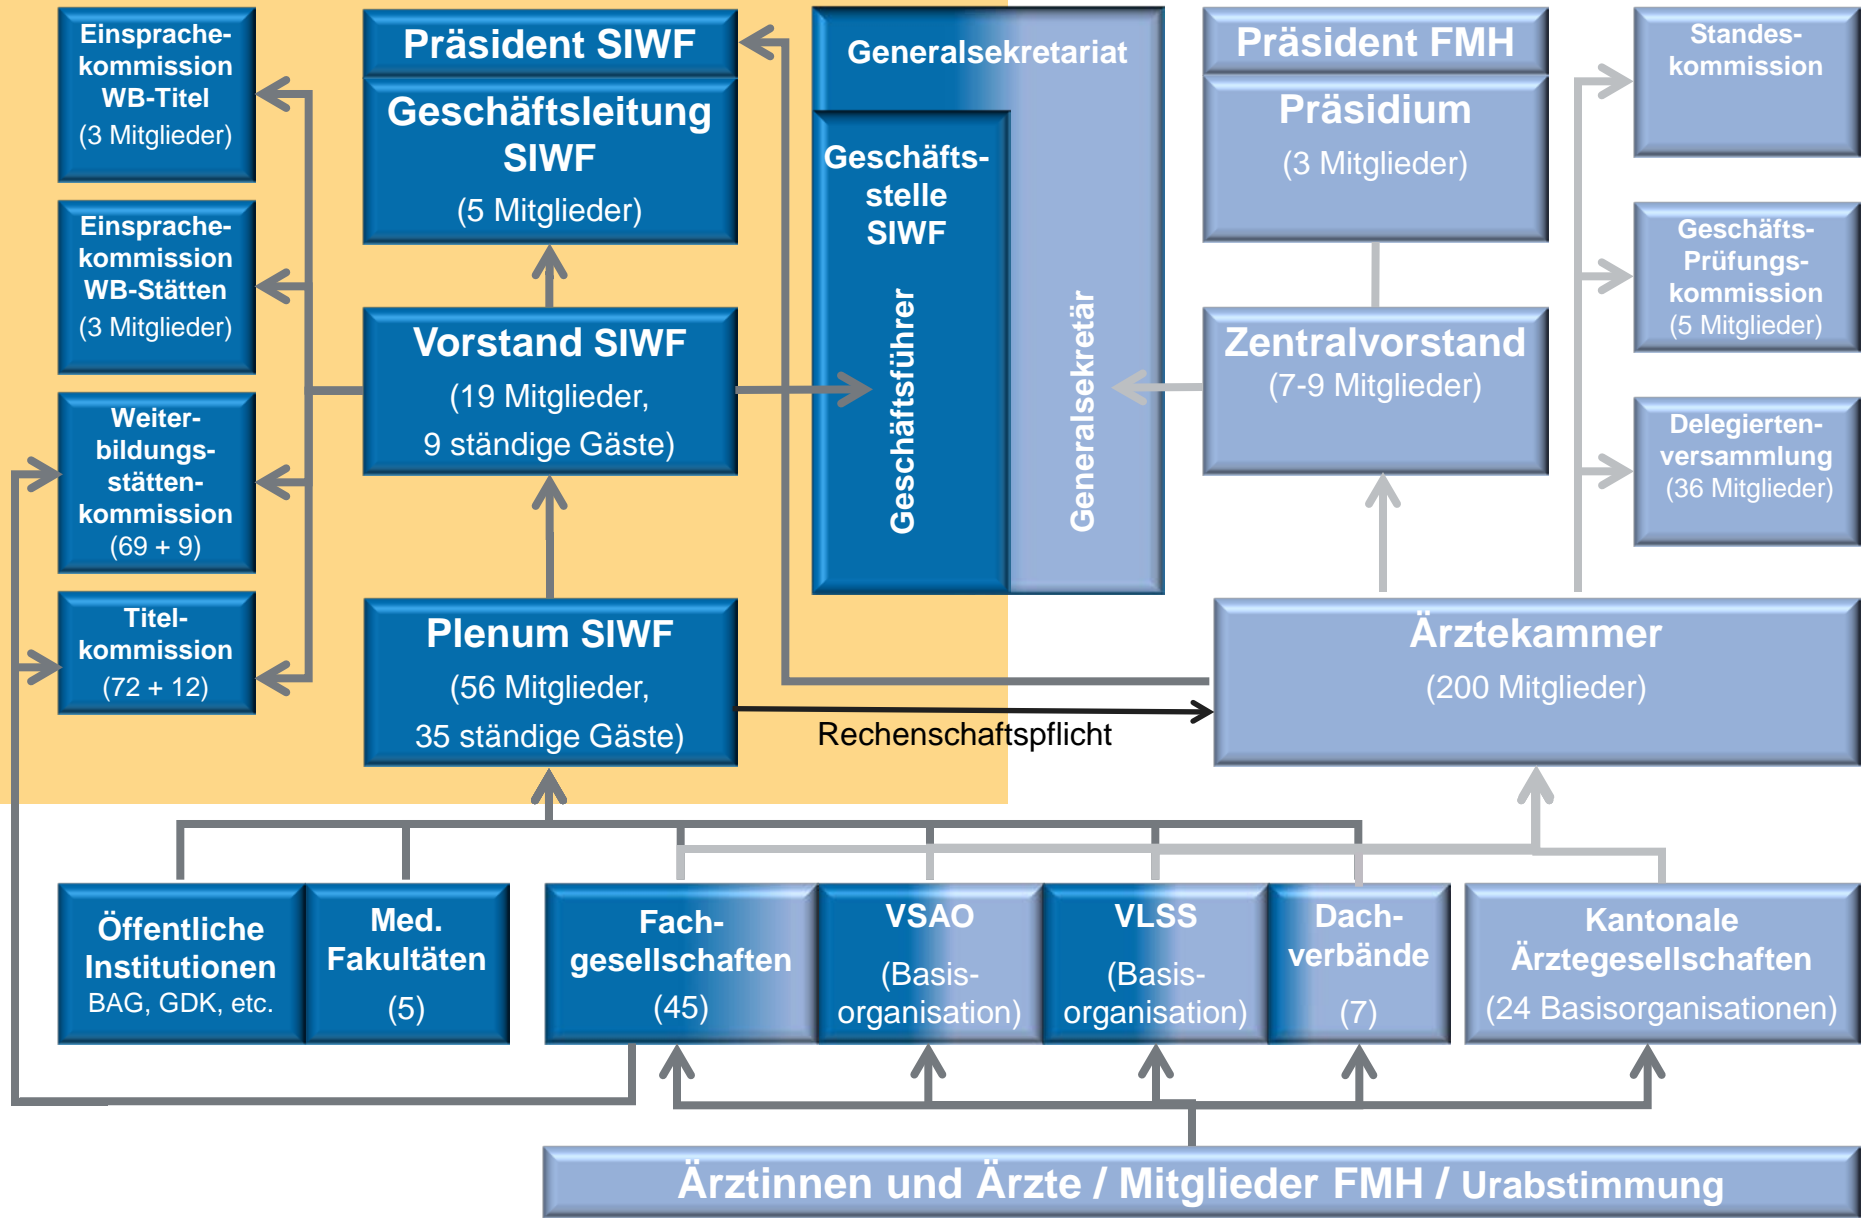 Einsprache-
kommission
WB-Titel
(3 Mitglieder)
Einsprache-
kommission
WB-Stätten
(3 Mitglieder)
Weiter-
bildungs-
stätten-
kommission
(69 + 9)
Titel-
kommission
(72 + 12)
Präsident SIWF
Geschäftsleitung
SIWF
(5 Mitglieder)
Vorstand SIWF
(19 Mitglieder,
9 ständige Gäste)
Plenum SIWF
(56 Mitglieder,
35 ständige Gäste)
Generalsekretariat
Geschäfts-
stelle
SIWF
Geschäftsführer
Generalsekretär
Rechenschaftspflicht
Präsident FMH
Präsidium
(3 Mitglieder)
Zentralvorstand
(7-9 Mitglieder)
Ärztekammer
(200 Mitglieder)
Standes-
kommission
Geschäfts-
Prüfungs-
kommission
(5 Mitglieder)
Delegierten-
versammlung
(36 Mitglieder)
Öffentliche
Institutionen
BAG, GDK, etc.
Med.
Fakultäten
(5)
Fach-
gesellschaften
(45)
VSAO
(Basis-
organisation)
VLSS
(Basis-
organisation)
Dach-
verbände
(7)
Kantonale
Ärztegesellschaften
(24 Basisorganisationen)
Ärztinnen und Ärzte / Mitglieder FMH / Urabstimmung